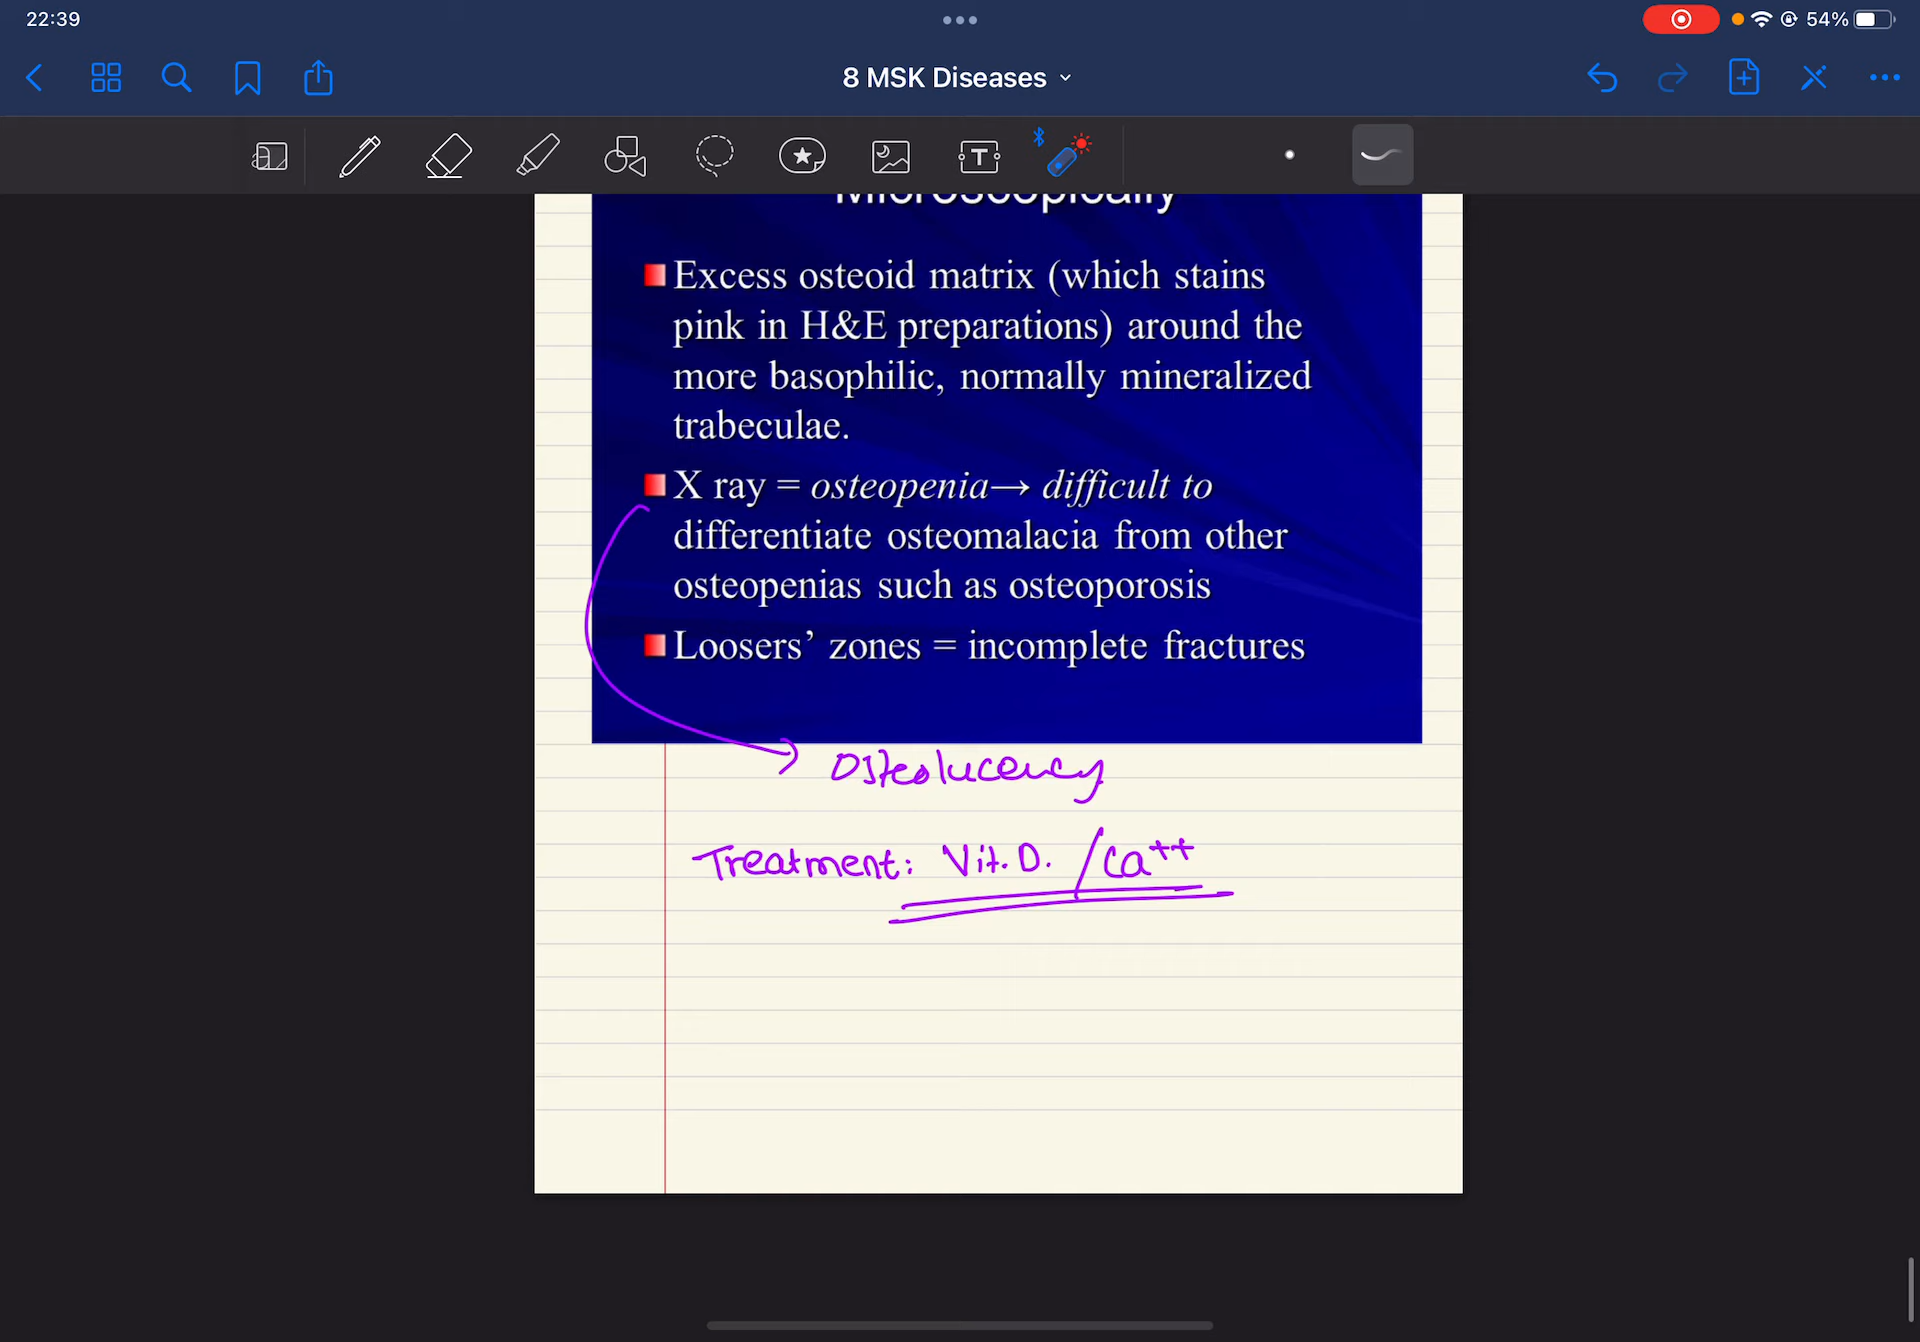 22:39
54%
8 MSK Diseases
T
Microscopically
Excess osteoid matrix (which stains
pink in H&E preparations) around the
more basophilic, normally mineralized
trabeculae.
X ray = osteopenia→ difficult to
differentiate osteomalacia from other
osteopenias such as osteoporosis
Loosers’ zones = incomplete fractures
Osteolucency
Treatment: Vit. D. / Ca++